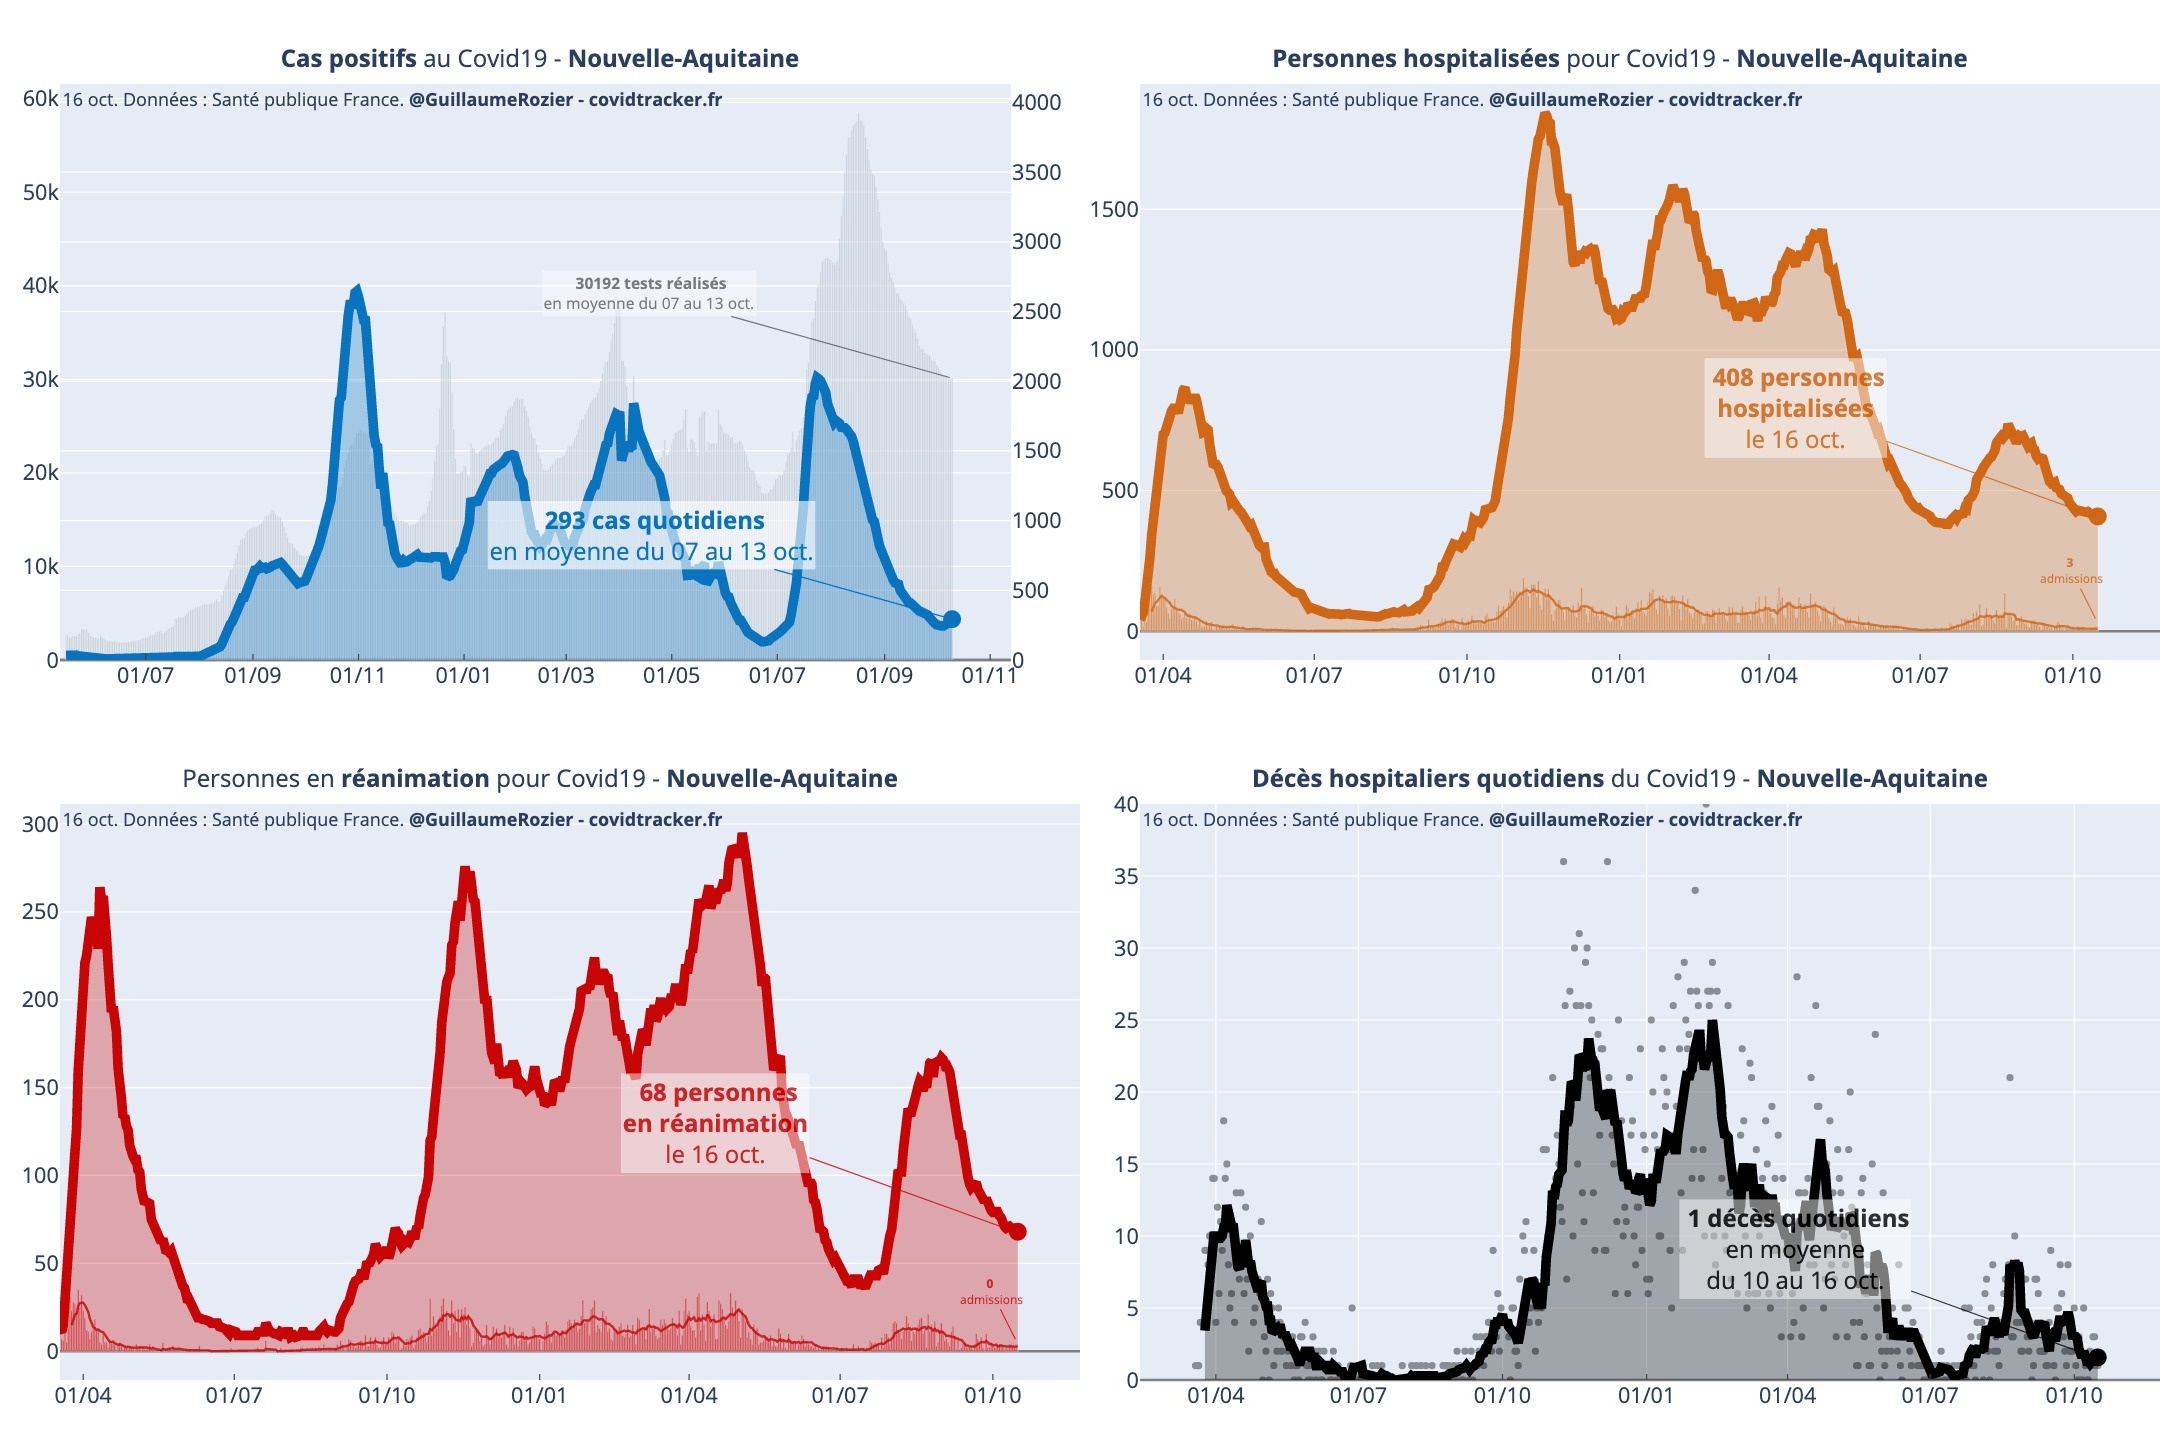 Cas positifs au Covid19 - Nouvelle-Aquitaine
16 oct. Données : Santé publique France. @GuillaumeRozier - covidtracker.fr
60k
50k
40k
30k
20k
10k
0
4000
3500
3000
2500
2000
1500
1000
500
0
30192 tests réalisés
en moyenne du 07 au 13 oct.
293 cas quotidiens
en moyenne du 07 au 13 oct.
01/07 01/09 01/11 01/01 01/03 01/05 01/07 01/09 01/11
Personnes hospitalisées pour Covid19 - Nouvelle-Aquitaine
16 oct. Données : Santé publique France. @GuillaumeRozier - covidtracker.fr
1500
1000
500
0
408 personnes
hospitalisées
le 16 oct.
3
admissions
01/04 01/07 01/10 01/01 01/04 01/07 01/10
Personnes en réanimation pour Covid19 - Nouvelle-Aquitaine
16 oct. Données : Santé publique France. @GuillaumeRozier - covidtracker.fr
300
250
200
150
100
50
0
68 personnes
en réanimation
le 16 oct.
0
admissions
01/04 01/07 01/10 01/01 01/04 01/07 01/10
Décès hospitaliers quotidiens du Covid19 - Nouvelle-Aquitaine
16 oct. Données : Santé publique France. @GuillaumeRozier - covidtracker.fr
40
35
30
25
20
15
10
5
0
1 décès quotidiens
en moyenne
du 10 au 16 oct.
01/04 01/07 01/10 01/01 01/04 01/07 01/10